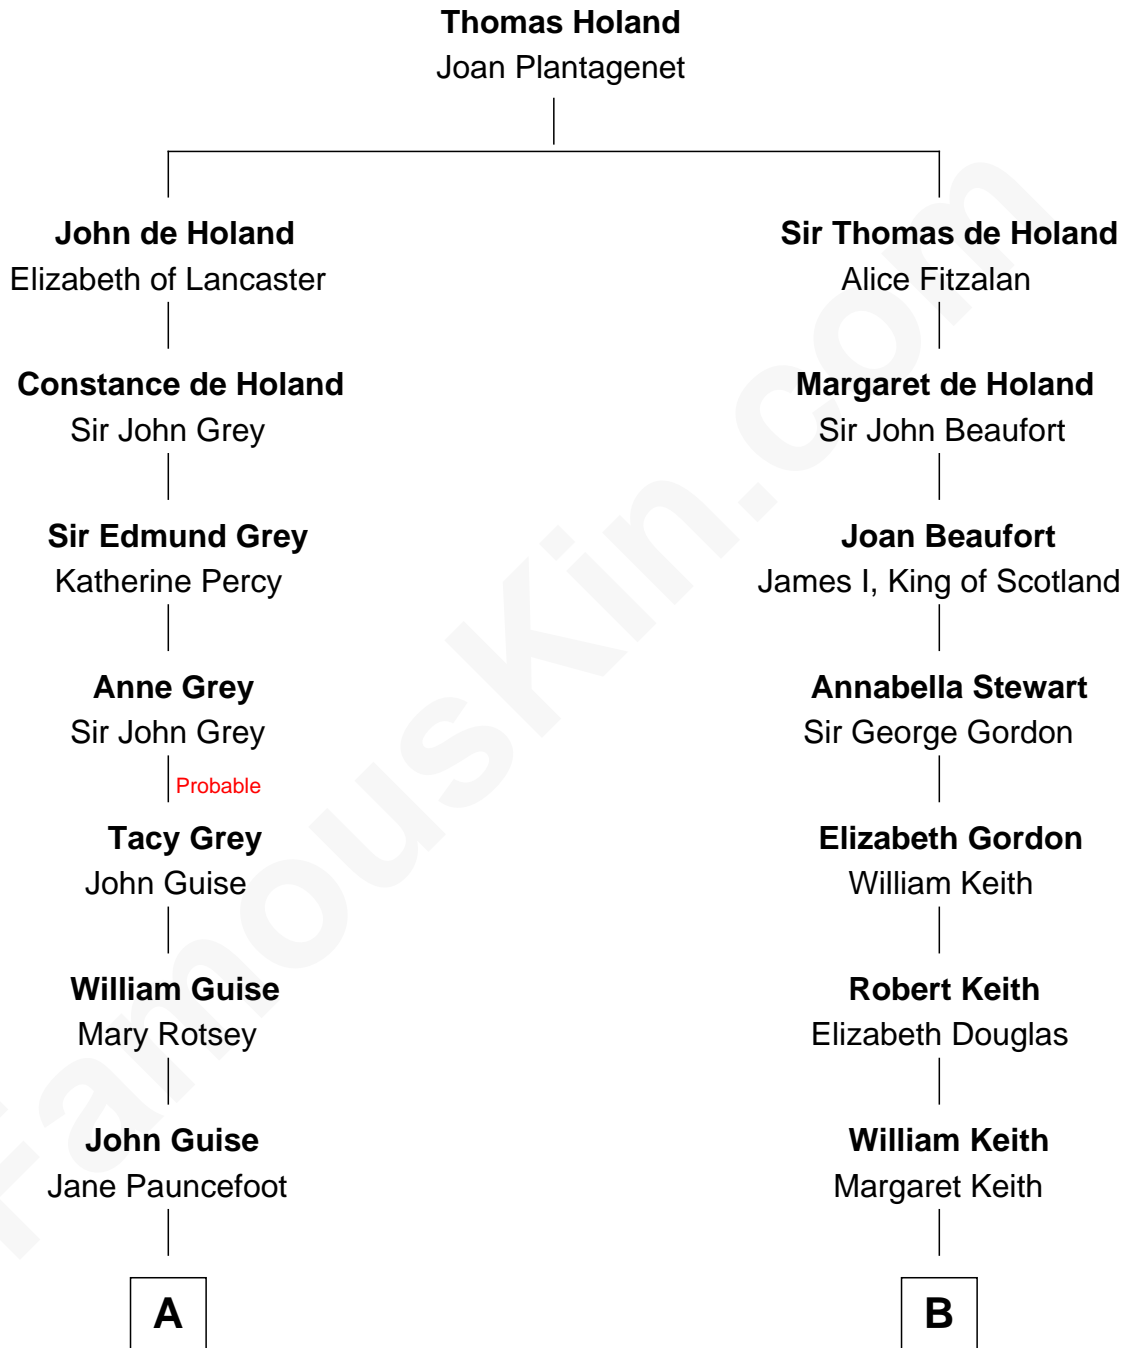 Thomas Holand
Joan Plantagenet
John de Holand
Elizabeth of Lancaster
Constance de Holand
Sir John Grey
Sir Edmund Grey
Katherine Percy
Anne Grey
Sir John Grey
Probable
Tacy Grey
John Guise
William Guise
Mary Rotsey
John Guise
Jane Pauncefoot
A
Sir Thomas de Holand
Alice Fitzalan
Margaret de Holand
Sir John Beaufort
Joan Beaufort
James I, King of Scotland
Annabella Stewart
Sir George Gordon
Elizabeth Gordon
William Keith
Robert Keith
Elizabeth Douglas
William Keith
Margaret Keith
B
FamousKin.com